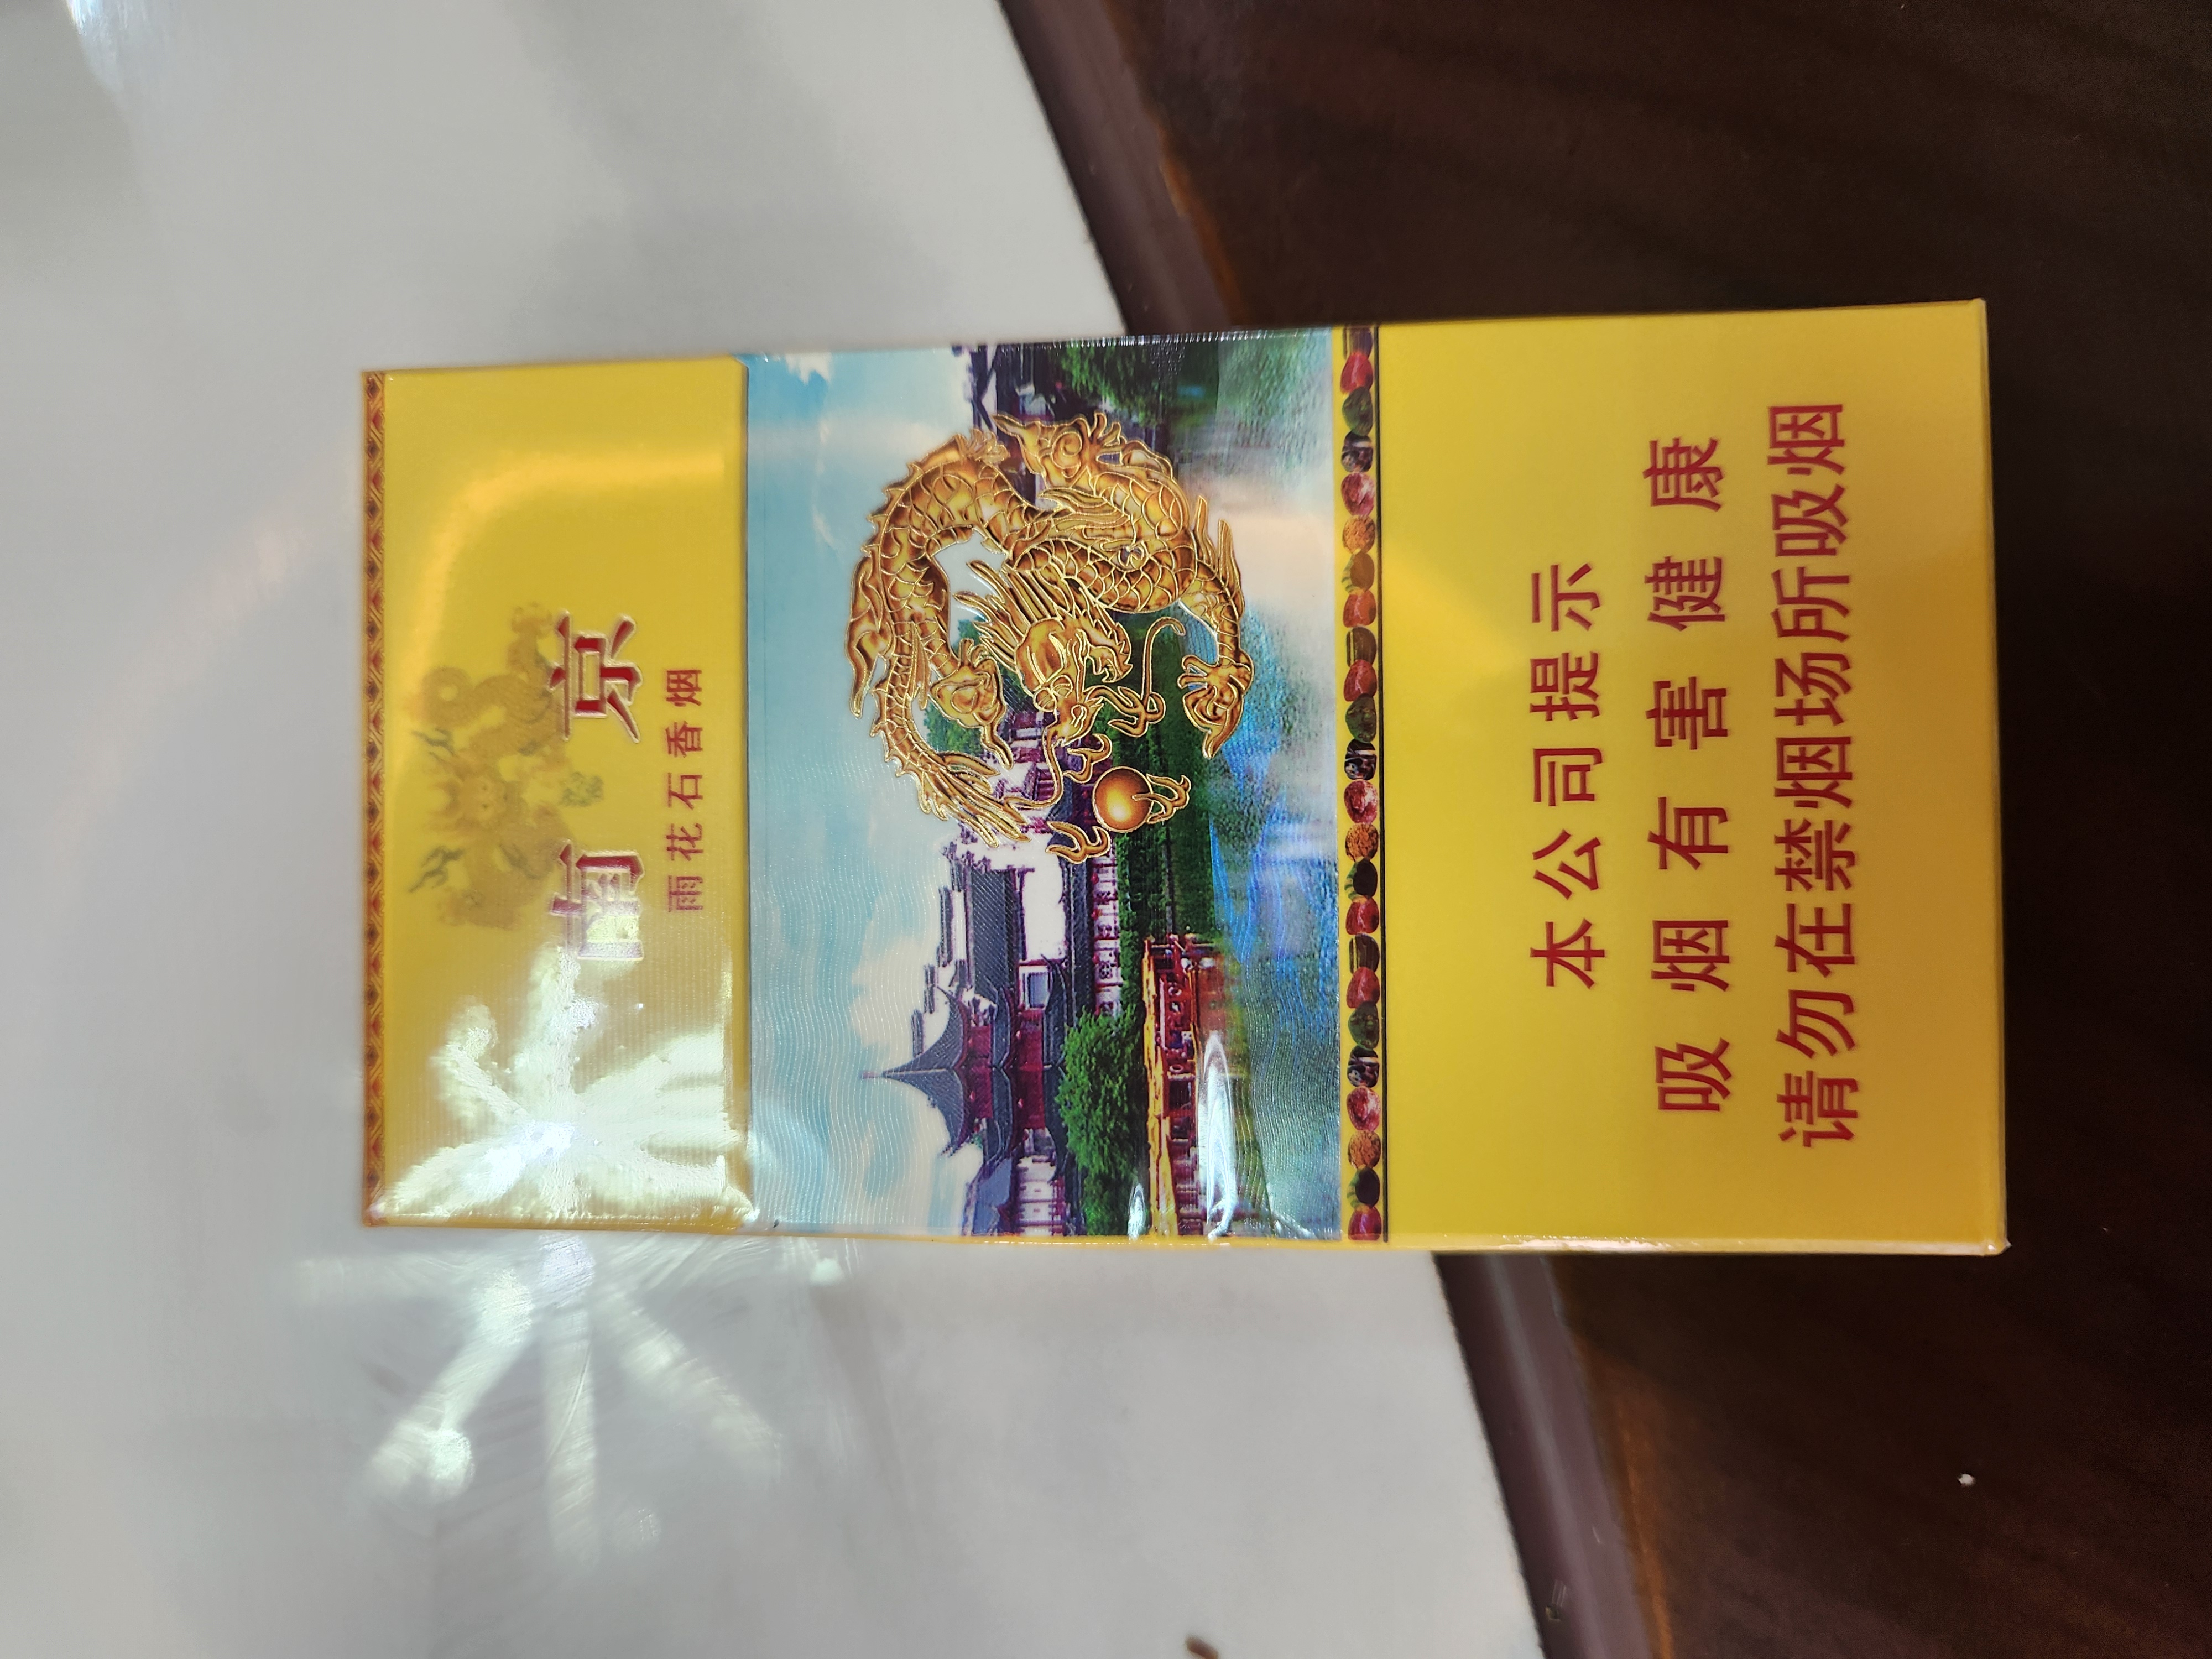 南京
雨花石香烟
本公司提示
吸烟有害健康
请勿在禁烟场所吸烟